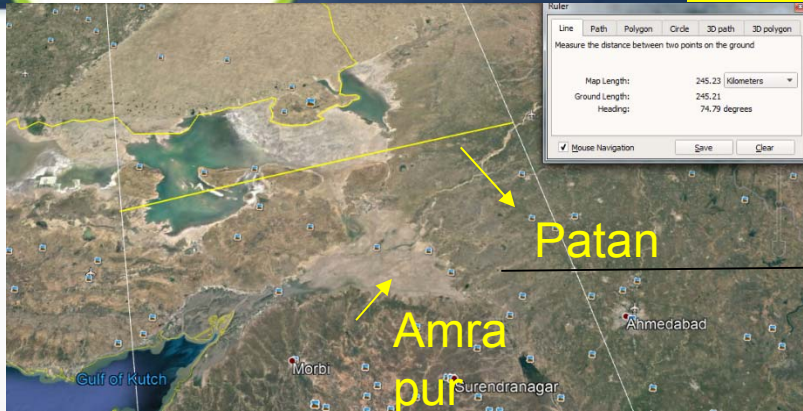 Ruler
Line Path Polygon Circle 3D path 3D polygon
Measure the distance between two points on the ground
Map Length: 245.23 Kilometers
Ground Length: 245.21
Heading: 74.79 degrees
Mouse Navigation Save Clear
Patan
Amra
pur
Ahmedabad
Morbi
Gulf of Kutch
Surendranagar